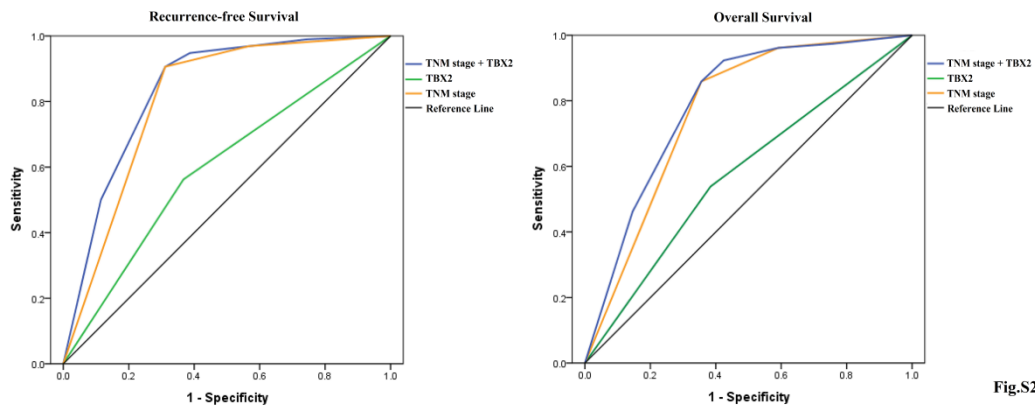 Recurrence-free Survival
1.0
0.8
0.6
0.4
0.2
0.0
Sensitivity
0.0 0.2 0.4 0.6 0.8 1.0
1 - Specificity
TNM stage + TBX2
TBX2
TNM stage
Reference Line
Overall Survival
1.0
0.8
0.6
0.4
0.2
0.0
Sensitivity
0.0 0.2 0.4 0.6 0.8 1.0
1 - Specificity
TNM stage + TBX2
TBX2
TNM stage
Reference Line
Fig.S2